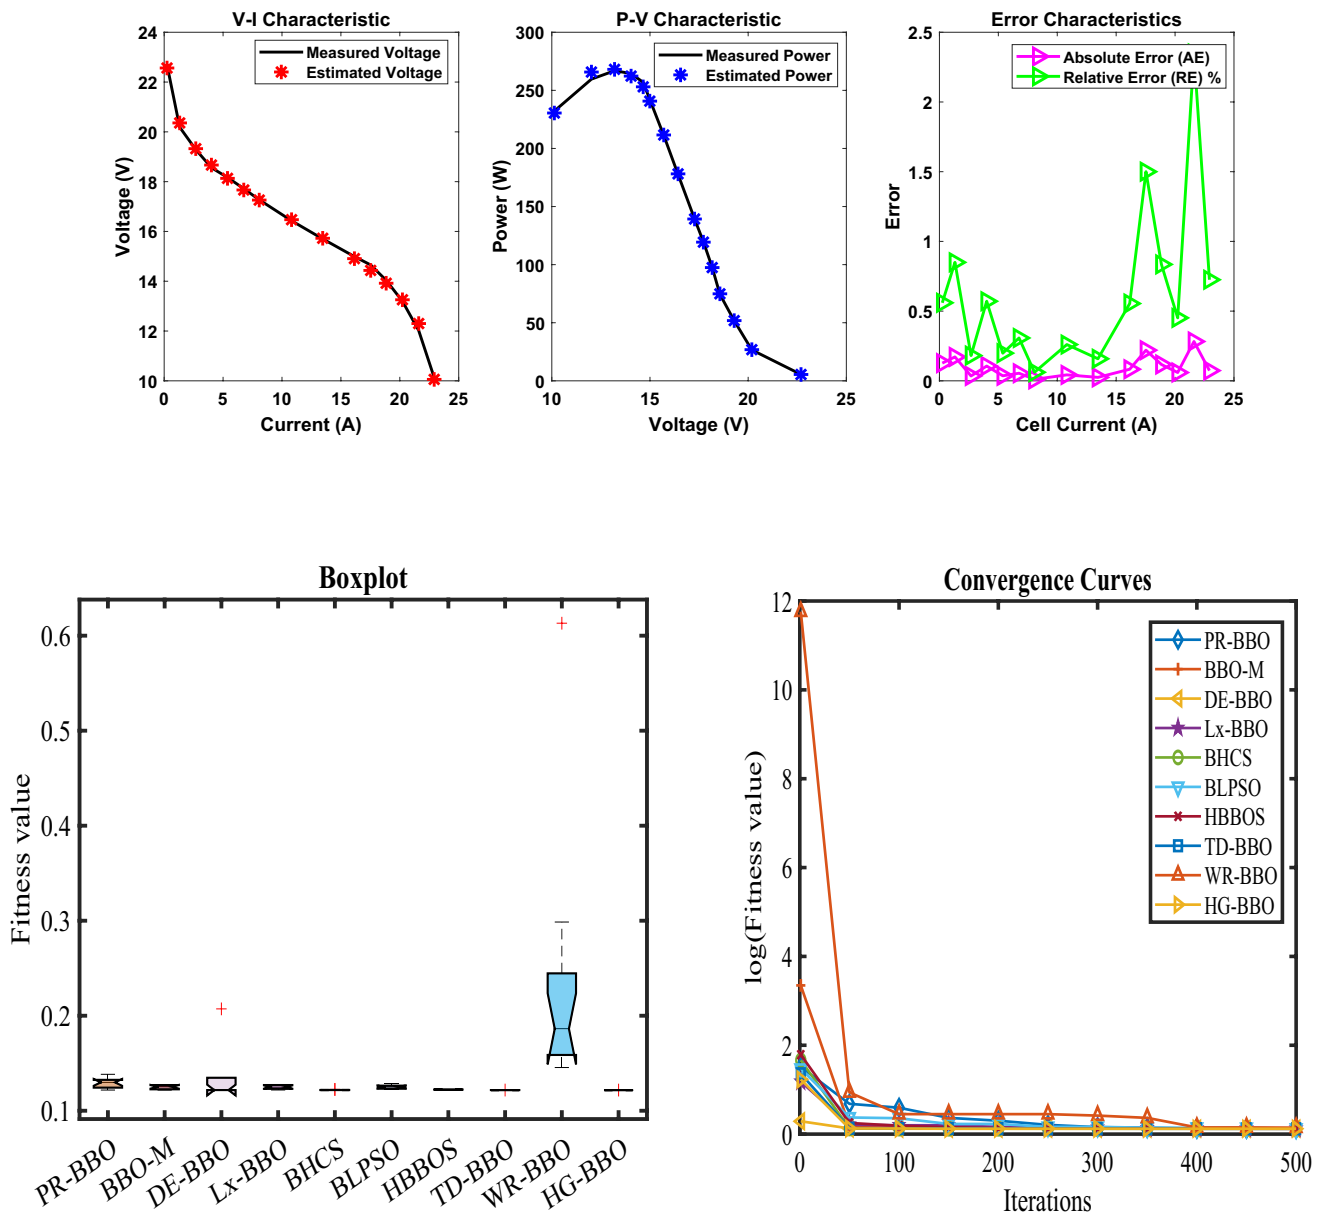 V-I Characteristic
24
22
20
18
16
14
12
10
0
5
10
15
20
25
Voltage (V)
Current (A)
Measured Voltage
Estimated Voltage
P-V Characteristic
300
250
200
150
100
50
0
10
15
20
25
Power (W)
Voltage (V)
Measured Power
Estimated Power
Error Characteristics
2.5
2
1.5
1
0.5
0
0
5
10
15
20
25
Error
Cell Current (A)
Absolute Error (AE)
Relative Error (RE) %
Boxplot
0.6
0.5
0.4
0.3
0.2
0.1
Fitness value
PR-BBO
BBO-M
DE-BBO
Lx-BBO
BHCS
BLPSO
HBBOS
TD-BBO
WR-BBO
HG-BBO
Convergence Curves
12
10
8
6
4
2
0
0
100
200
300
400
500
log(Fitness value)
Iterations
PR-BBO
BBO-M
DE-BBO
Lx-BBO
BHCS
BLPSO
HBBOS
TD-BBO
WR-BBO
HG-BBO